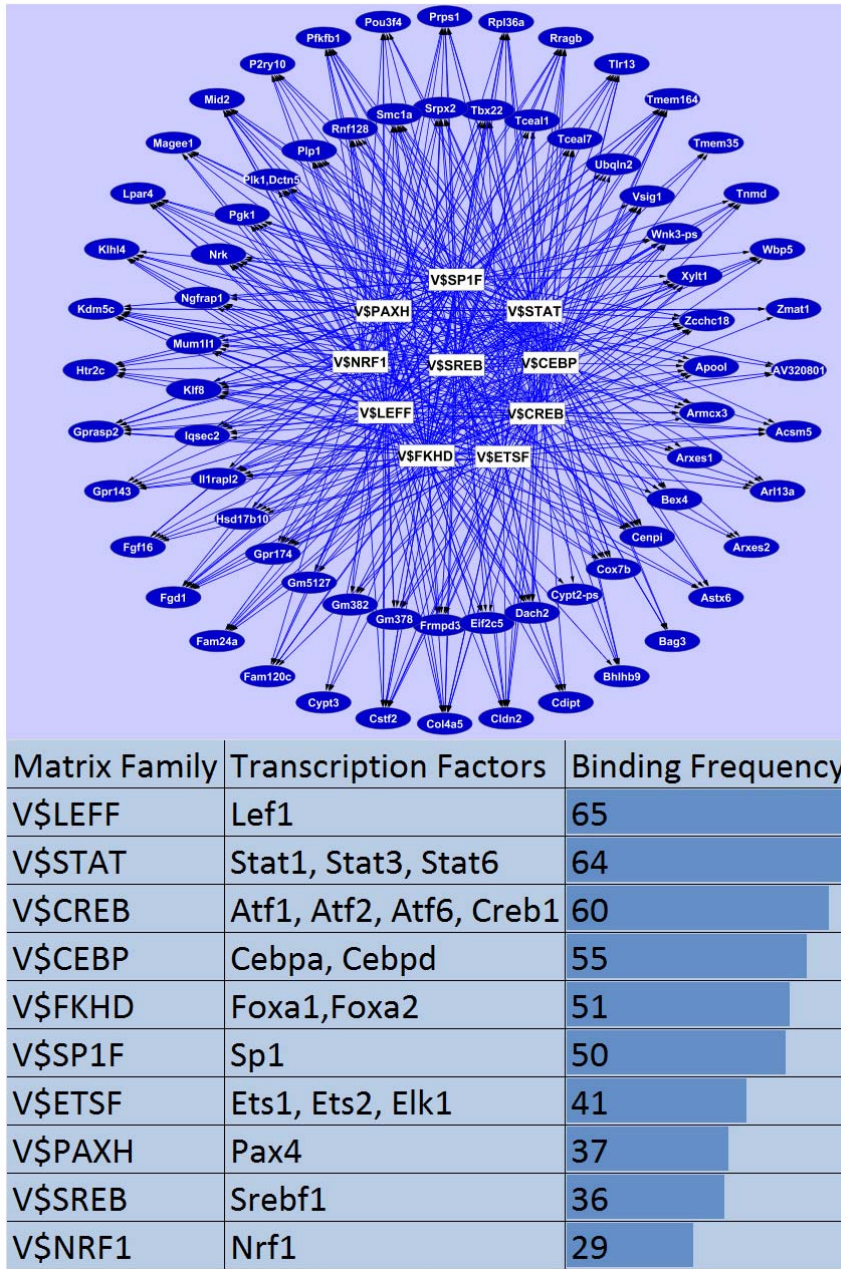 Prps1
Pou3f4
Rpl36a
Pfkfb1
Rragb
P2ry10
Tlr13
Mid2
Tmem164
Magee1
Tmem35
Lpar4
Tnmd
Klhl4
Wbp5
Kdm5c
Zmat1
Htr2c
AV320801
Gprasp2
Acsm5
Gpr143
Arl13a
Fgf16
Arxes2
Fgd1
Astx6
Fam24a
Bag3
Fam120c
Bhlhb9
Cypt3
Cdipt
Cstf2
Col4a5
Cldn2
Srpx2
Smc1a
Tbx22
Rnf128
Tceal1
Plp1
Tceal7
Plk1,Dctn5
Ubqln2
Pgk1
Vsig1
Nrk
Wnk3-ps
Ngfrap1
Xylt1
Mum1l1
Zcchc18
Klf8
Apool
Iqsec2
Armcx3
Il1rapl2
Arxes1
Hsd17b10
Bex4
Gpr174
Cenpi
Gm5127
Cox7b
Gm382
Cypt2-ps
Gm378
Dach2
Frmpd3
Eif2c5
V$SP1F
V$PAXH
V$STAT
V$NRF1
V$SREB
V$CEBP
V$LEFF
V$CREB
V$FKHD
V$ETSF
Matrix Family Transcription Factors Binding Frequency
V$LEFF Lef1 65
V$STAT Stat1, Stat3, Stat6 64
V$CREB Atf1, Atf2, Atf6, Creb1 60
V$CEBP Cebpa, Cebpd 55
V$FKHD Foxa1,Foxa2 51
V$SP1F Sp1 50
V$ETSF Ets1, Ets2, Elk1 41
V$PAXH Pax4 37
V$SREB Srebf1 36
V$NRF1 Nrf1 29